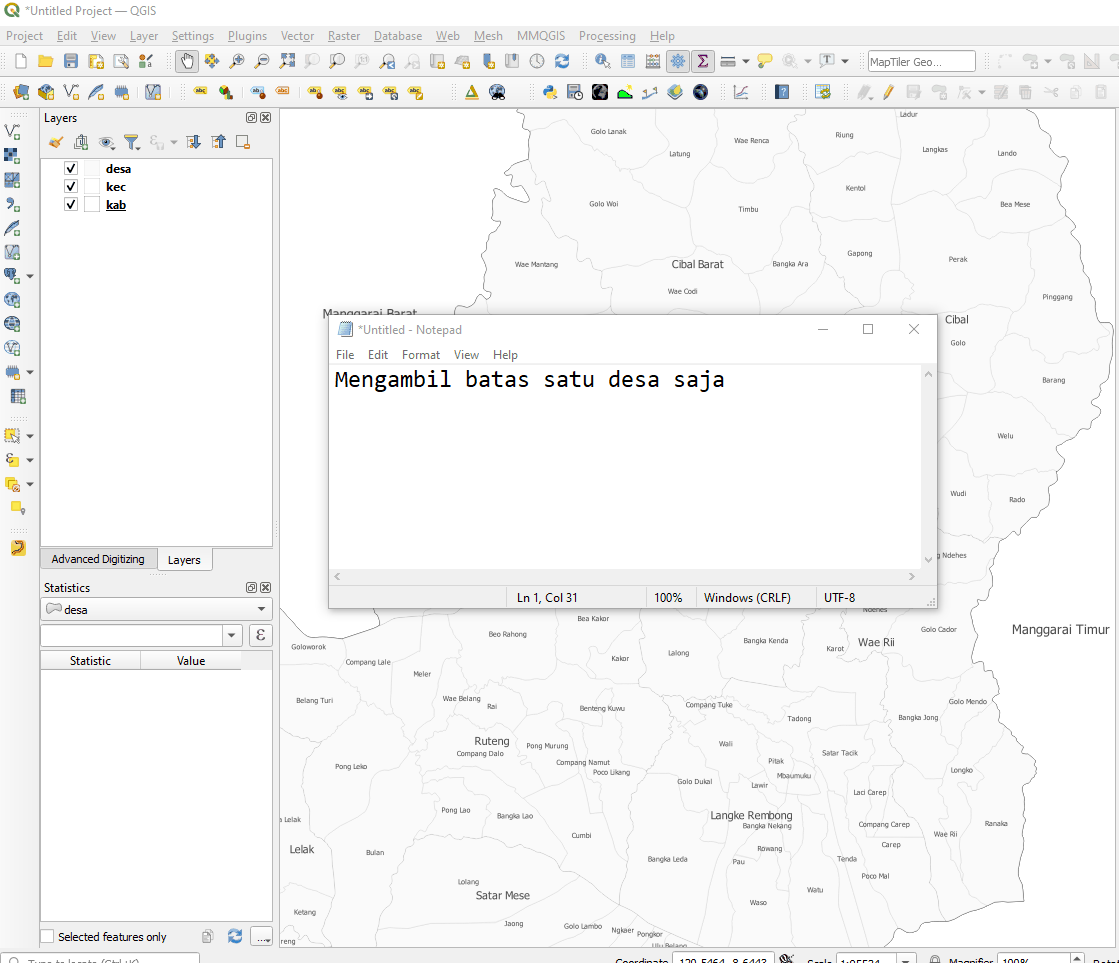 *Untitled Project — QGIS
Project Edit View Layer Settings Plugins Vector Raster Database Web Mesh MMQGIS Processing Help
MapTiler Geo...
Layers
desa
kec
kab
Advanced Digitizing Layers
Statistics
desa
ε
Statistic Value
Selected features only
Ladur
Golo Lanak
Wae Renca
Riung
Latung
Langkas
Lando
Kentol
Golo Woi
Timbu
Bea Mese
Gapong
Perak
Wae Mantang
Cibal Barat
Bangka Ara
Wae Codi
Pinggang
Manggarai Barat
Cibal
*Untitled - Notepad
File Edit Format View Help
Mengambil batas satu desa saja
Ln 1, Col 31 100% Windows (CRLF) UTF-8
Golo
Barang
Welu
Wudi
Rado
Ndehes
Ndehes
Bea Kakor
Beo Rahong
Golo Cador
Manggarai Timur
Goloworok
Bangka Kenda
Wae Rii
Karot
Compang Lale
Kakor
Lalong
Meler
Belang Turi
Wae Belang
Rai
Benteng Kuwu
Compang Tuke
Golo Mendo
Tadong
Bangka Jong
Ruteng
Pong Murung
Wali
Compang Dalo
Satar Tacik
Pong Leko
Compang Namut
Pitak
Poco Likang
Mbaumuku
Longko
Golo Dukal
Lawir
Laci Carep
Pong Lao
Bangka Lao
Langke Rembong
a Lelak
Bangka Nekang
Compang Carep
Ranaka
Cumbi
Wae Rii
Carep
Lelak
Bulan
Rowang
Bangka Leda
Pau
Tenda
Poco Mal
Lolang
Satar Mese
Watu
Waso
Ketang
Jaong
Golo Lambo
Ngkaer
Pongkor
reng
Ulu Belang
Type to locate (Ctrl+K)
Coordinate 120.5464,-8.6443 Scale 1:95534 Magnifier 100% Rotat